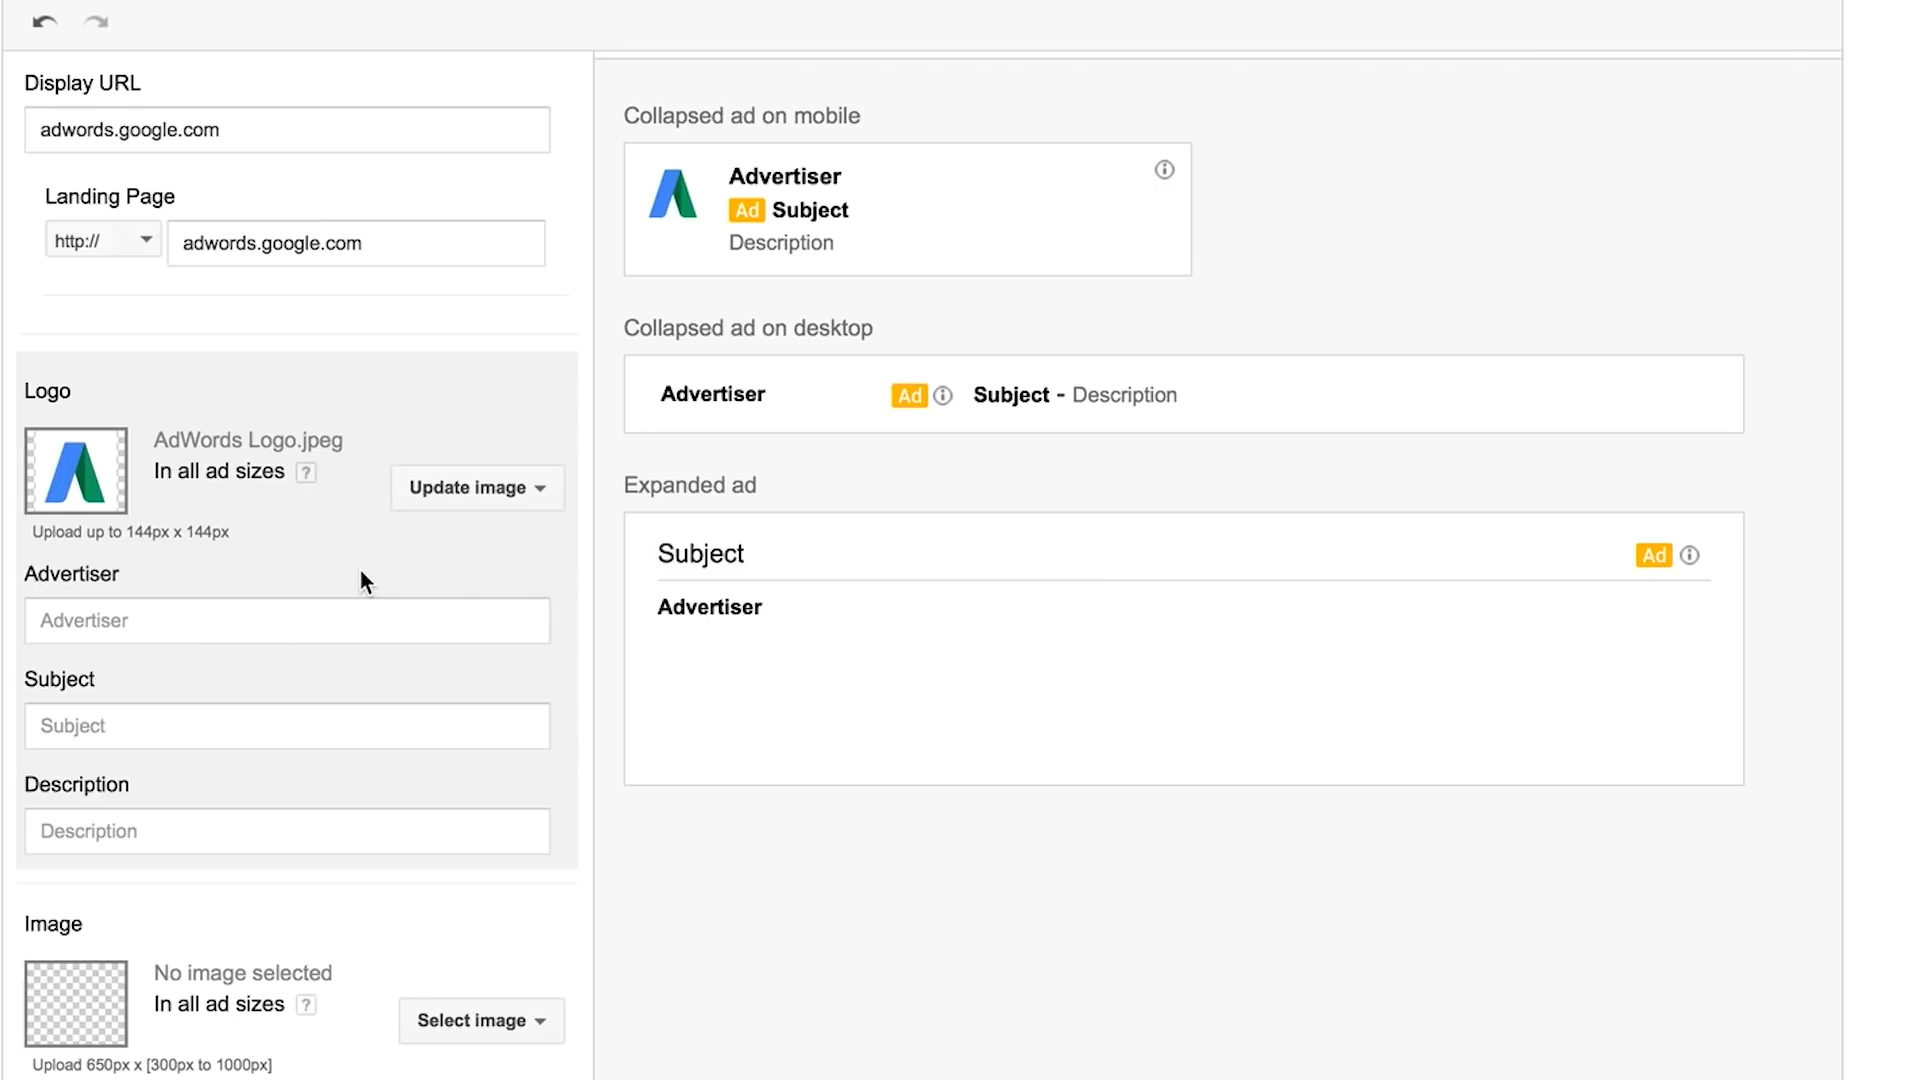 Display URL
adwords.google.com
Landing Page
http:// adwords.google.com
Logo
AdWords Logo.jpeg
In all ad sizes ?
Update image
Upload up to 144px x 144px
Advertiser
Advertiser
Subject
Subject
Description
Description
Image
No image selected
In all ad sizes ?
Select image
Upload 650px x [300px to 1000px]
Collapsed ad on mobile
Advertiser
Ad Subject
Description
Collapsed ad on desktop
Advertiser Ad Subject - Description
Expanded ad
Subject Ad
Advertiser